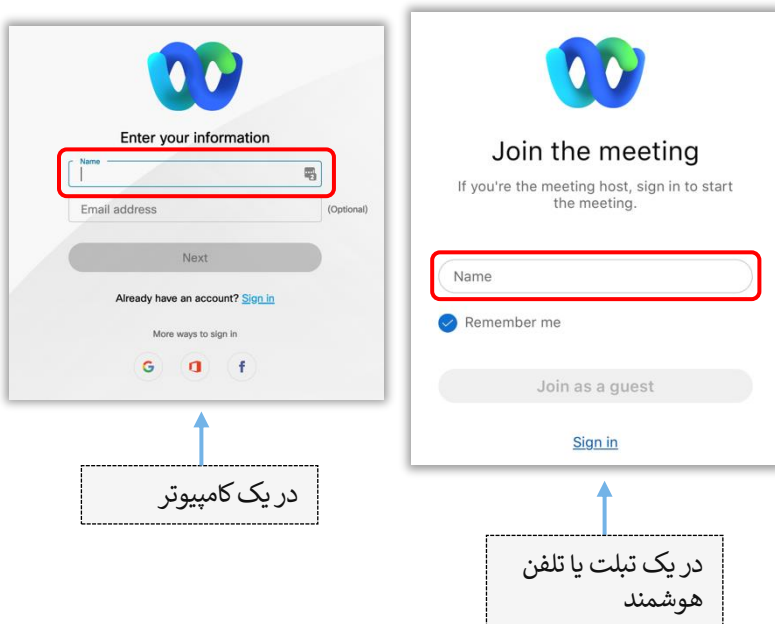 Enter your information
Name
Email address
(Optional)
Next
Already have an account? Sign in
More ways to sign in
در یک کامپیوتر
Join the meeting
If you're the meeting host, sign in to start
the meeting.
Name
Remember me
Join as a guest
Sign in
در یک تبلت یا تلفن
هوشمند